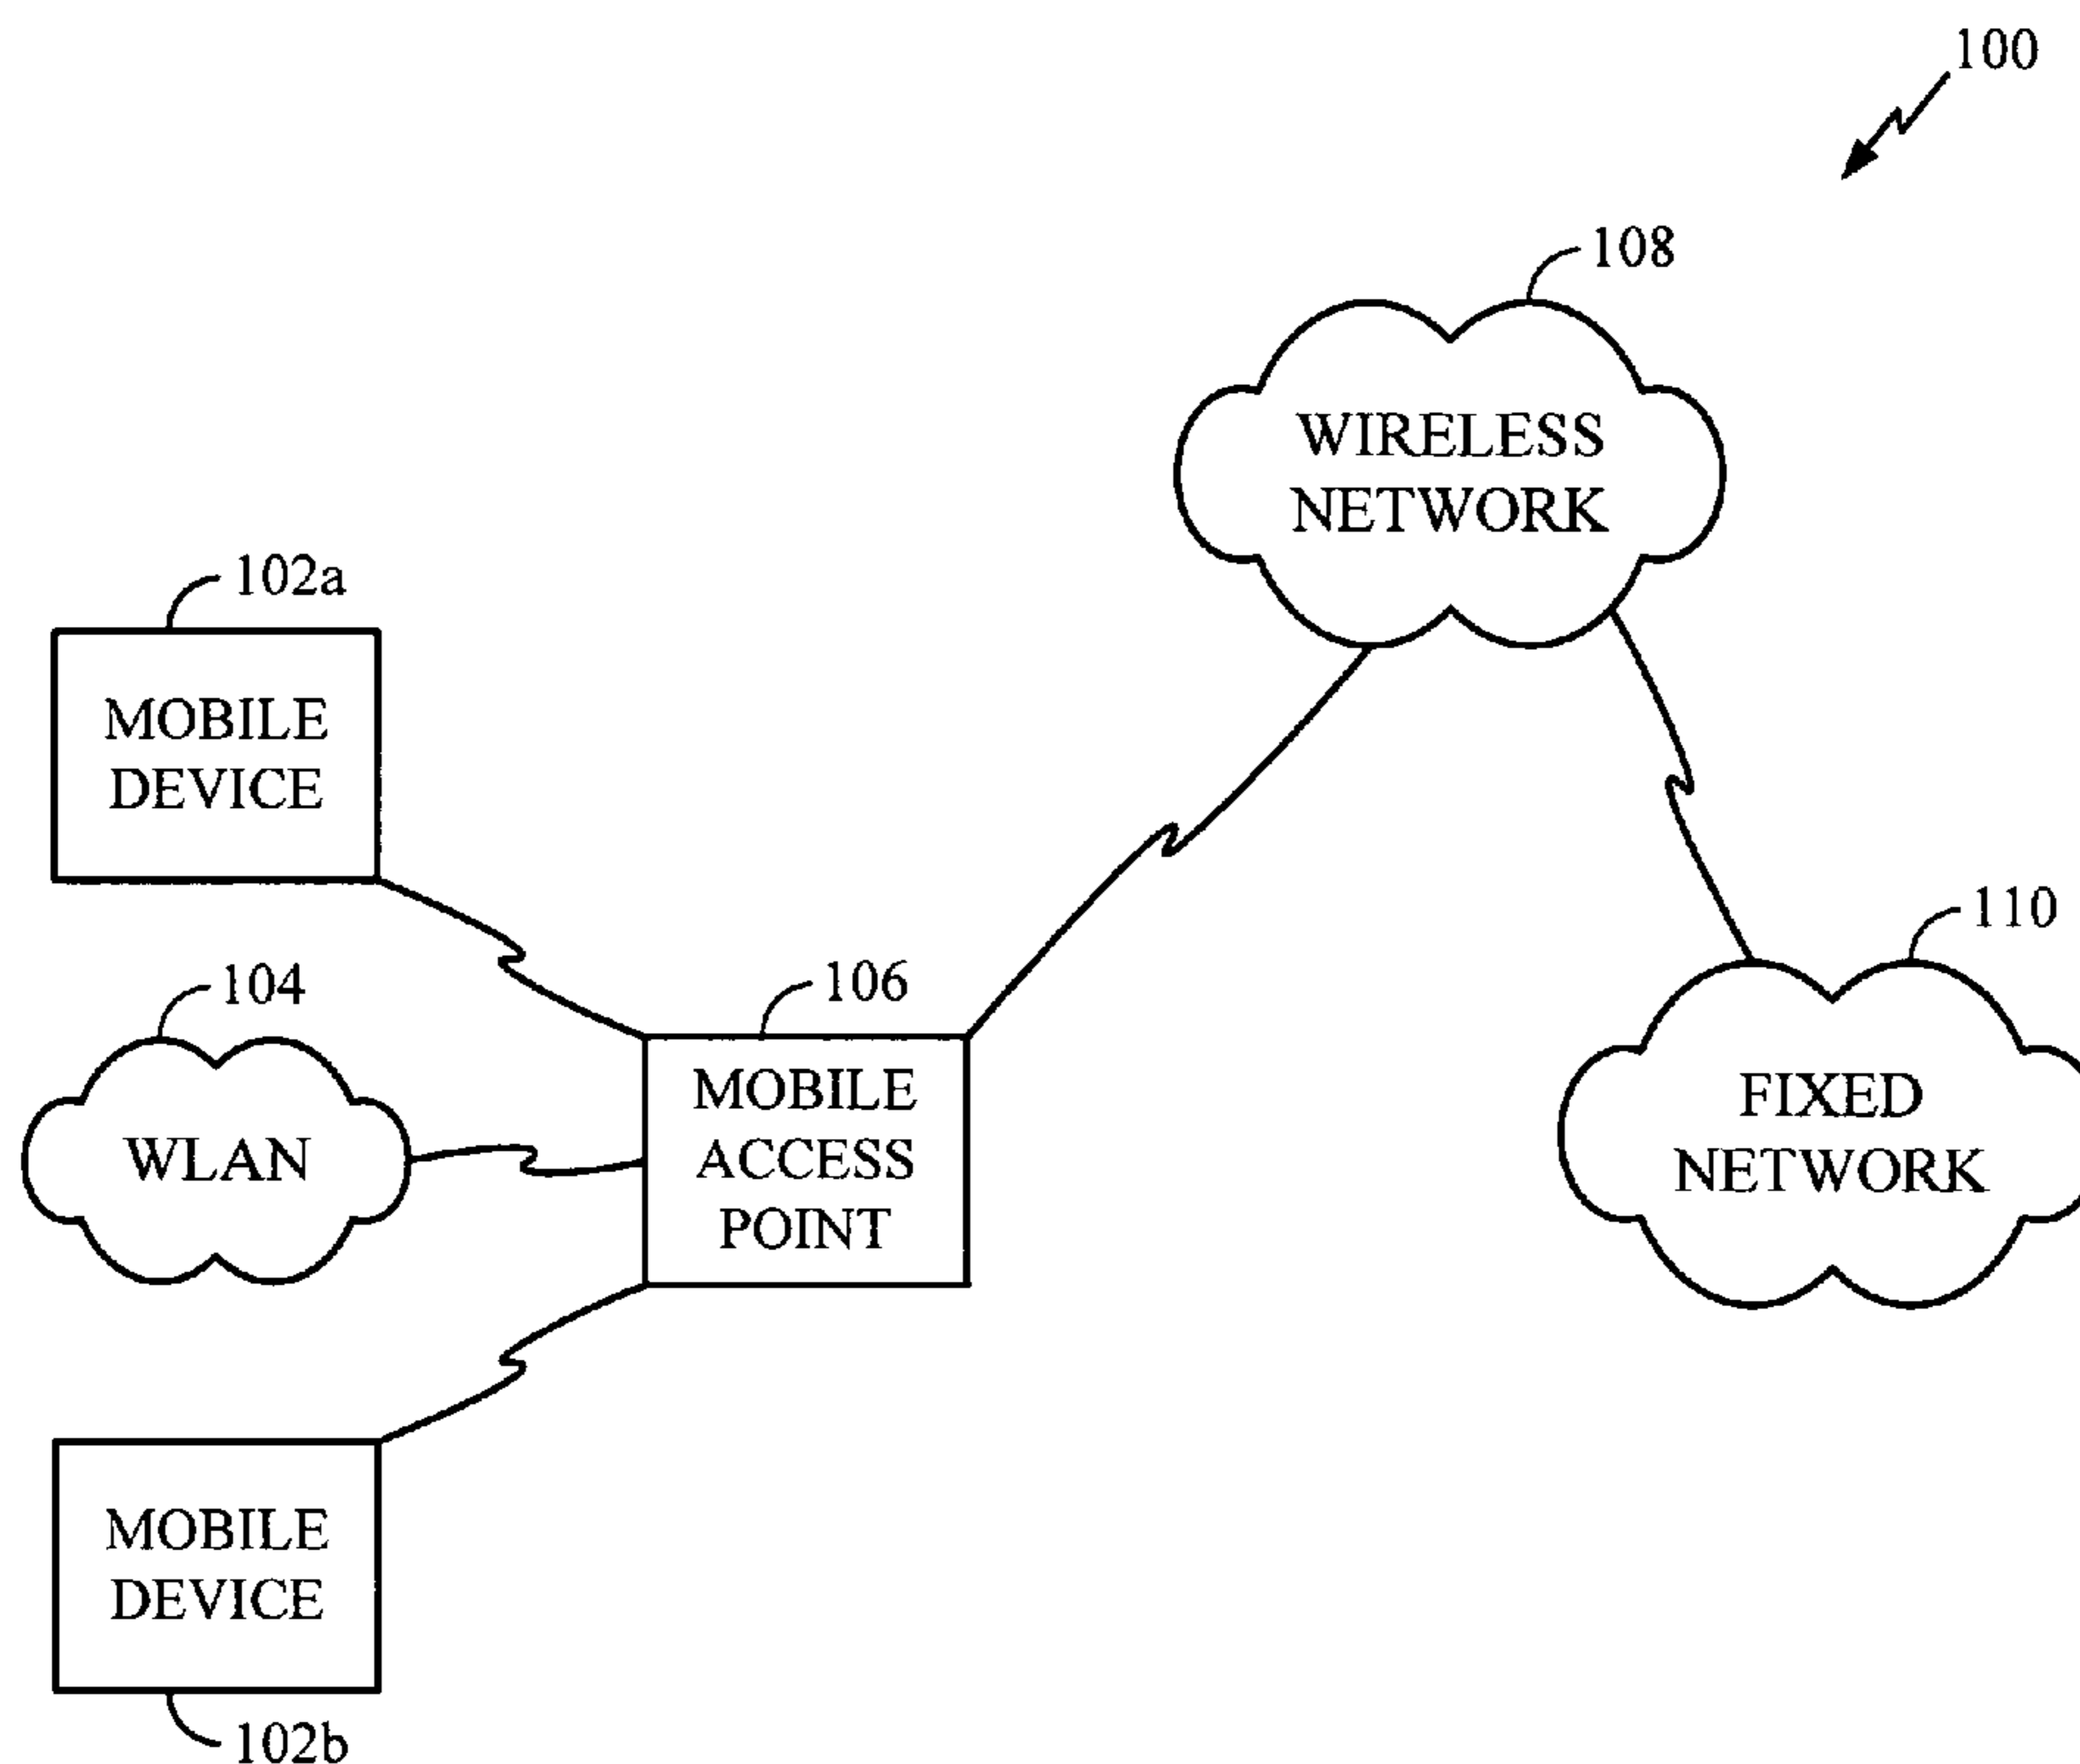 100
108
WIRELESS
NETWORK
102a
MOBILE
DEVICE
110
104
106
WLAN
MOBILE
ACCESS
POINT
FIXED
NETWORK
MOBILE
DEVICE
102b